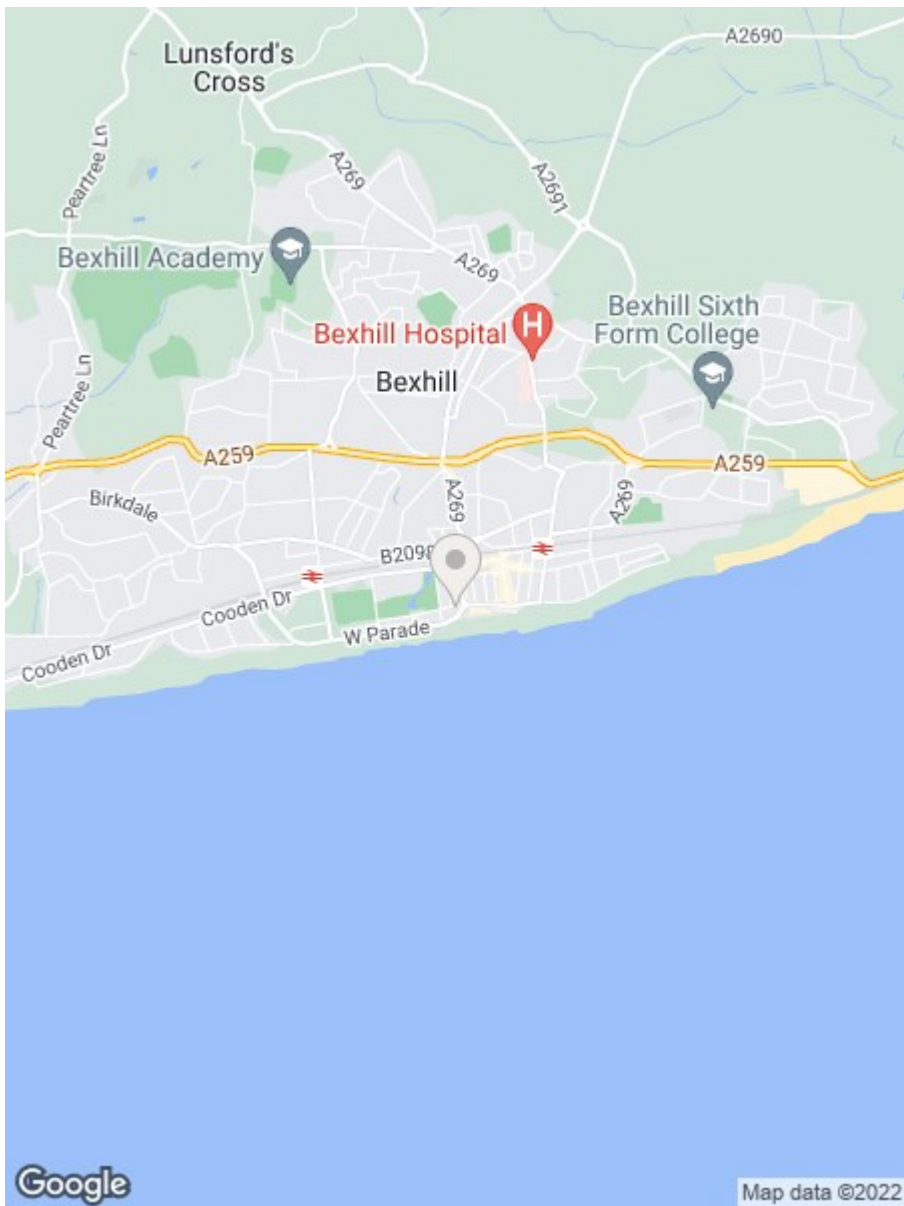 A2690
Lunsford's
Cross
Peartree Ln
A269
A2691
Bexhill Academy
A269
Bexhill Sixth
Form College
Bexhill Hospital
H
Bexhill
Peartree Ln
A259
A259
Birkdale
A269
A269
B2098
Cooden Dr
W Parade
Cooden Dr
Google
Map data ©2022